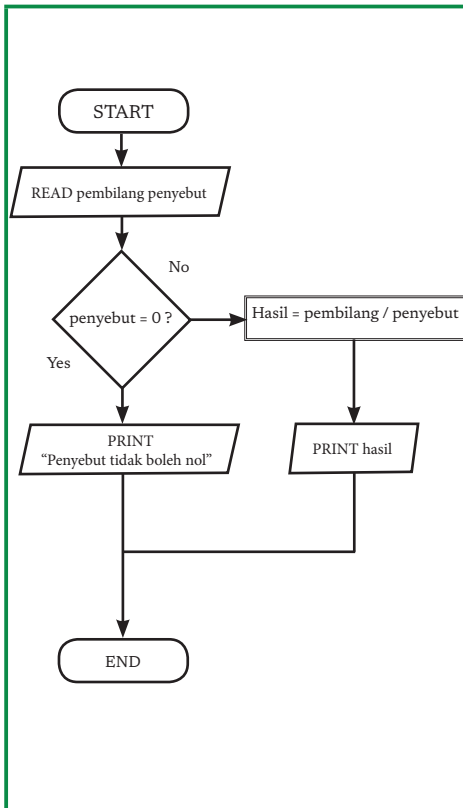 START
READ pembilang penyebut
No
penyebut = 0 ?
Hasil = pembilang / penyebut
Yes
PRINT
“Penyebut tidak boleh nol”
PRINT hasil
END